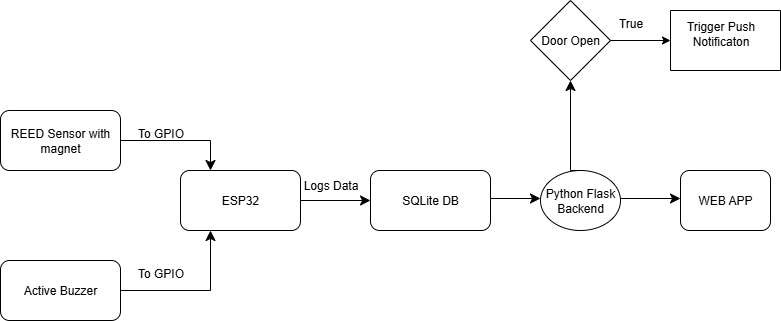 Door Open
True
Trigger Push
Notificaton
REED Sensor with
magnet
To GPIO
ESP32
Logs Data
SQLite DB
Python Flask
Backend
WEB APP
Active Buzzer
To GPIO